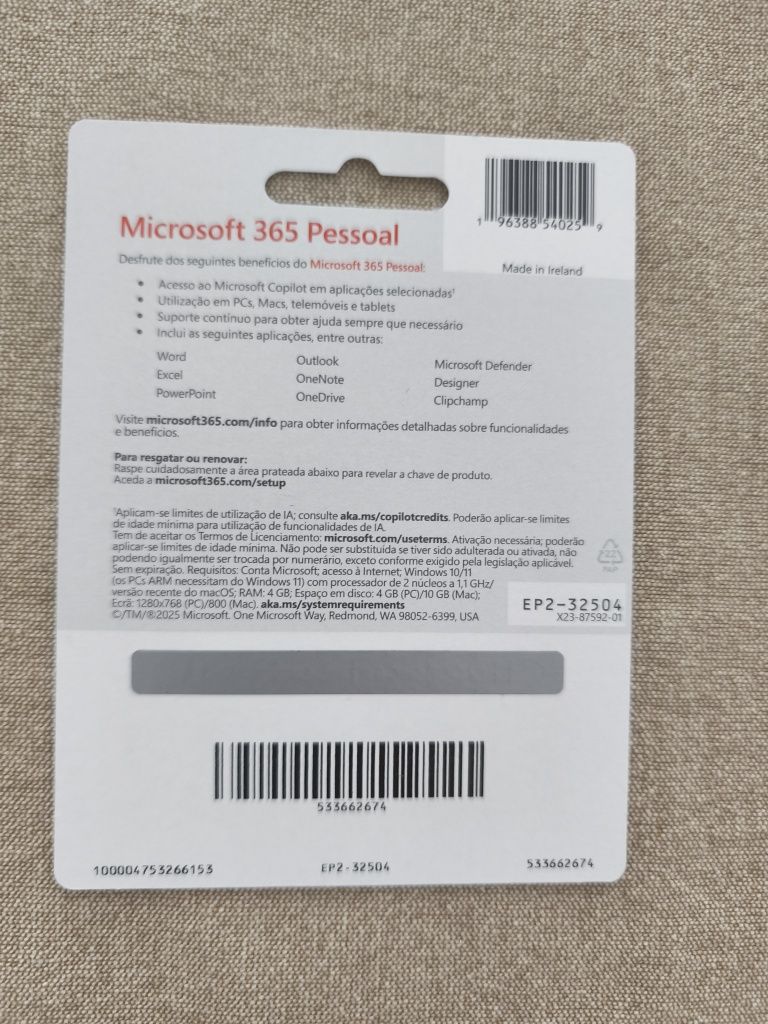 1 96388 54025 9
Made in Ireland
Microsoft 365 Pessoal
Desfrute dos seguintes benefícios do Microsoft 365 Pessoal:
• Acesso ao Microsoft Copilot em aplicações selecionadas¹
• Utilização em PCs, Macs, telemóveis e tablets
• Suporte contínuo para obter ajuda sempre que necessário
• Inclui as seguintes aplicações, entre outras:
Word Outlook Microsoft Defender
Excel OneNote Designer
PowerPoint OneDrive Clipchamp
Visite microsoft365.com/info para obter informações detalhadas sobre funcionalidades
e benefícios.
Para resgatar ou renovar:
Raspe cuidadosamente a área prateada abaixo para revelar a chave de produto.
Aceda a microsoft365.com/setup
¹Aplicam-se limites de utilização de IA; consulte aka.ms/copilotcredits. Poderão aplicar-se limites
de idade mínima para utilização de funcionalidades de IA.
Tem de aceitar os Termos de Licenciamento: microsoft.com/useterms. Ativação necessária; poderão
aplicar-se limites de idade mínima. Não pode ser substituída se tiver sido adulterada ou ativada, não
podendo igualmente ser trocada por numerário, exceto conforme exigido pela legislação aplicável.
Sem expiração. Requisitos: Conta Microsoft; acesso à Internet; Windows 10/11
(os PCs ARM necessitam do Windows 11) com processador de 2 núcleos a 1,1 GHz/
versão recente do macOS; RAM: 4 GB; Espaço em disco: 4 GB (PC)/10 GB (Mac);
Ecrã: 1280x768 (PC)/800 (Mac). aka.ms/systemrequirements
©/TM/®2025 Microsoft. One Microsoft Way, Redmond, WA 98052-6399, USA
22
PAP
EP2-32504
X23-87592-01
533662674
100004753266153 EP2-32504 533662674